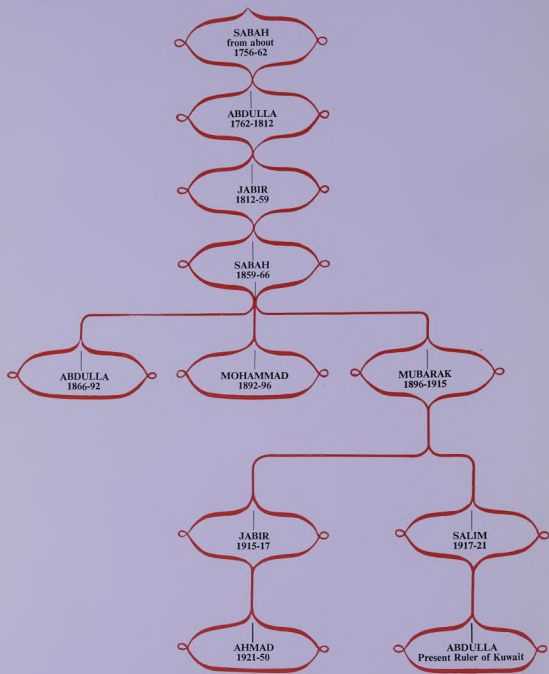 SABAH
from about
1756-62
ABDULLA
1762-1812
JABIR
1812-59
SABAH
1859-66
ABDULLA
1866-92
MOHAMMAD
1892-96
MUBARAK
1896-1915
JABIR
1915-17
SALIM
1917-21
AHMAD
1921-50
ABDULLA
Present Ruler of Kuwait